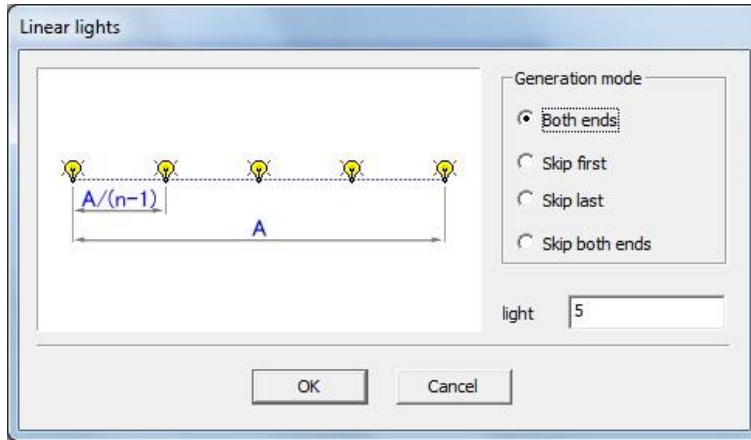 Linear lights
A/(n-1)
A
Generation mode
Both ends
Skip first
Skip last
Skip both ends
light 5
OK Cancel